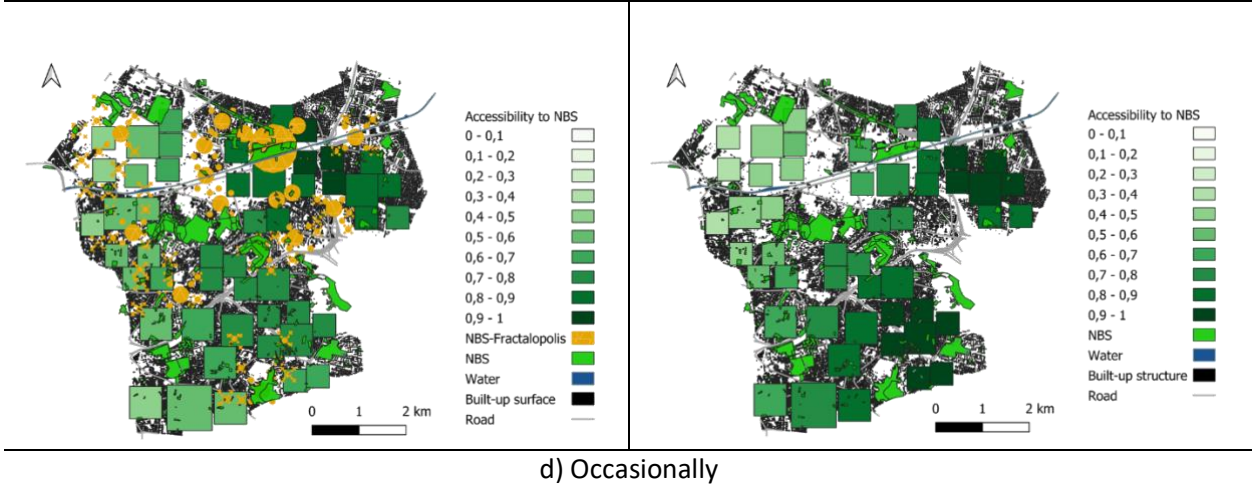 Accessibility to NBS
0 - 0,1
0,1 - 0,2
0,2 - 0,3
0,3 - 0,4
0,4 - 0,5
0,5 - 0,6
0,6 - 0,7
0,7 - 0,8
0,8 - 0,9
0,9 - 1
NBS-Fractalopolis
NBS
Water
Built-up surface
Road
0 1 2 km
Accessibility to NBS
0 - 0,1
0,1 - 0,2
0,2 - 0,3
0,3 - 0,4
0,4 - 0,5
0,5 - 0,6
0,6 - 0,7
0,7 - 0,8
0,8 - 0,9
0,9 - 1
NBS
Water
Built-up structure
Road
0 1 2 km
d) Occasionally